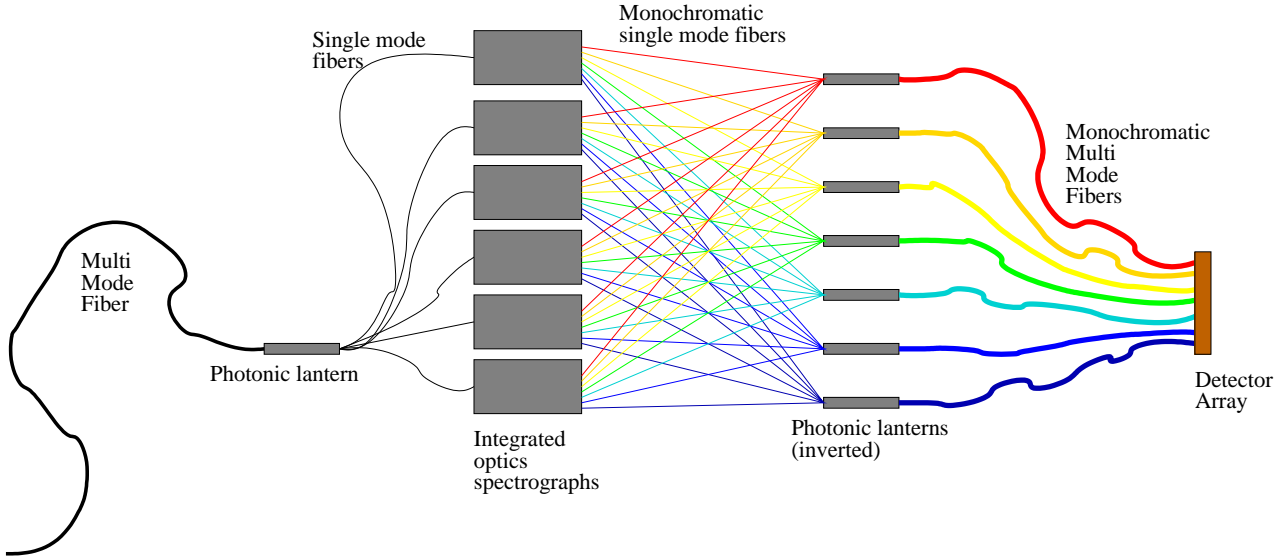 Single mode
fibers
Monochromatic
single mode fibers
Monochromatic
Multi
Mode
Fibers
Multi
Mode
Fiber
Photonic lantern
Integrated
optics
spectrographs
Photonic lanterns
(inverted)
Detector
Array